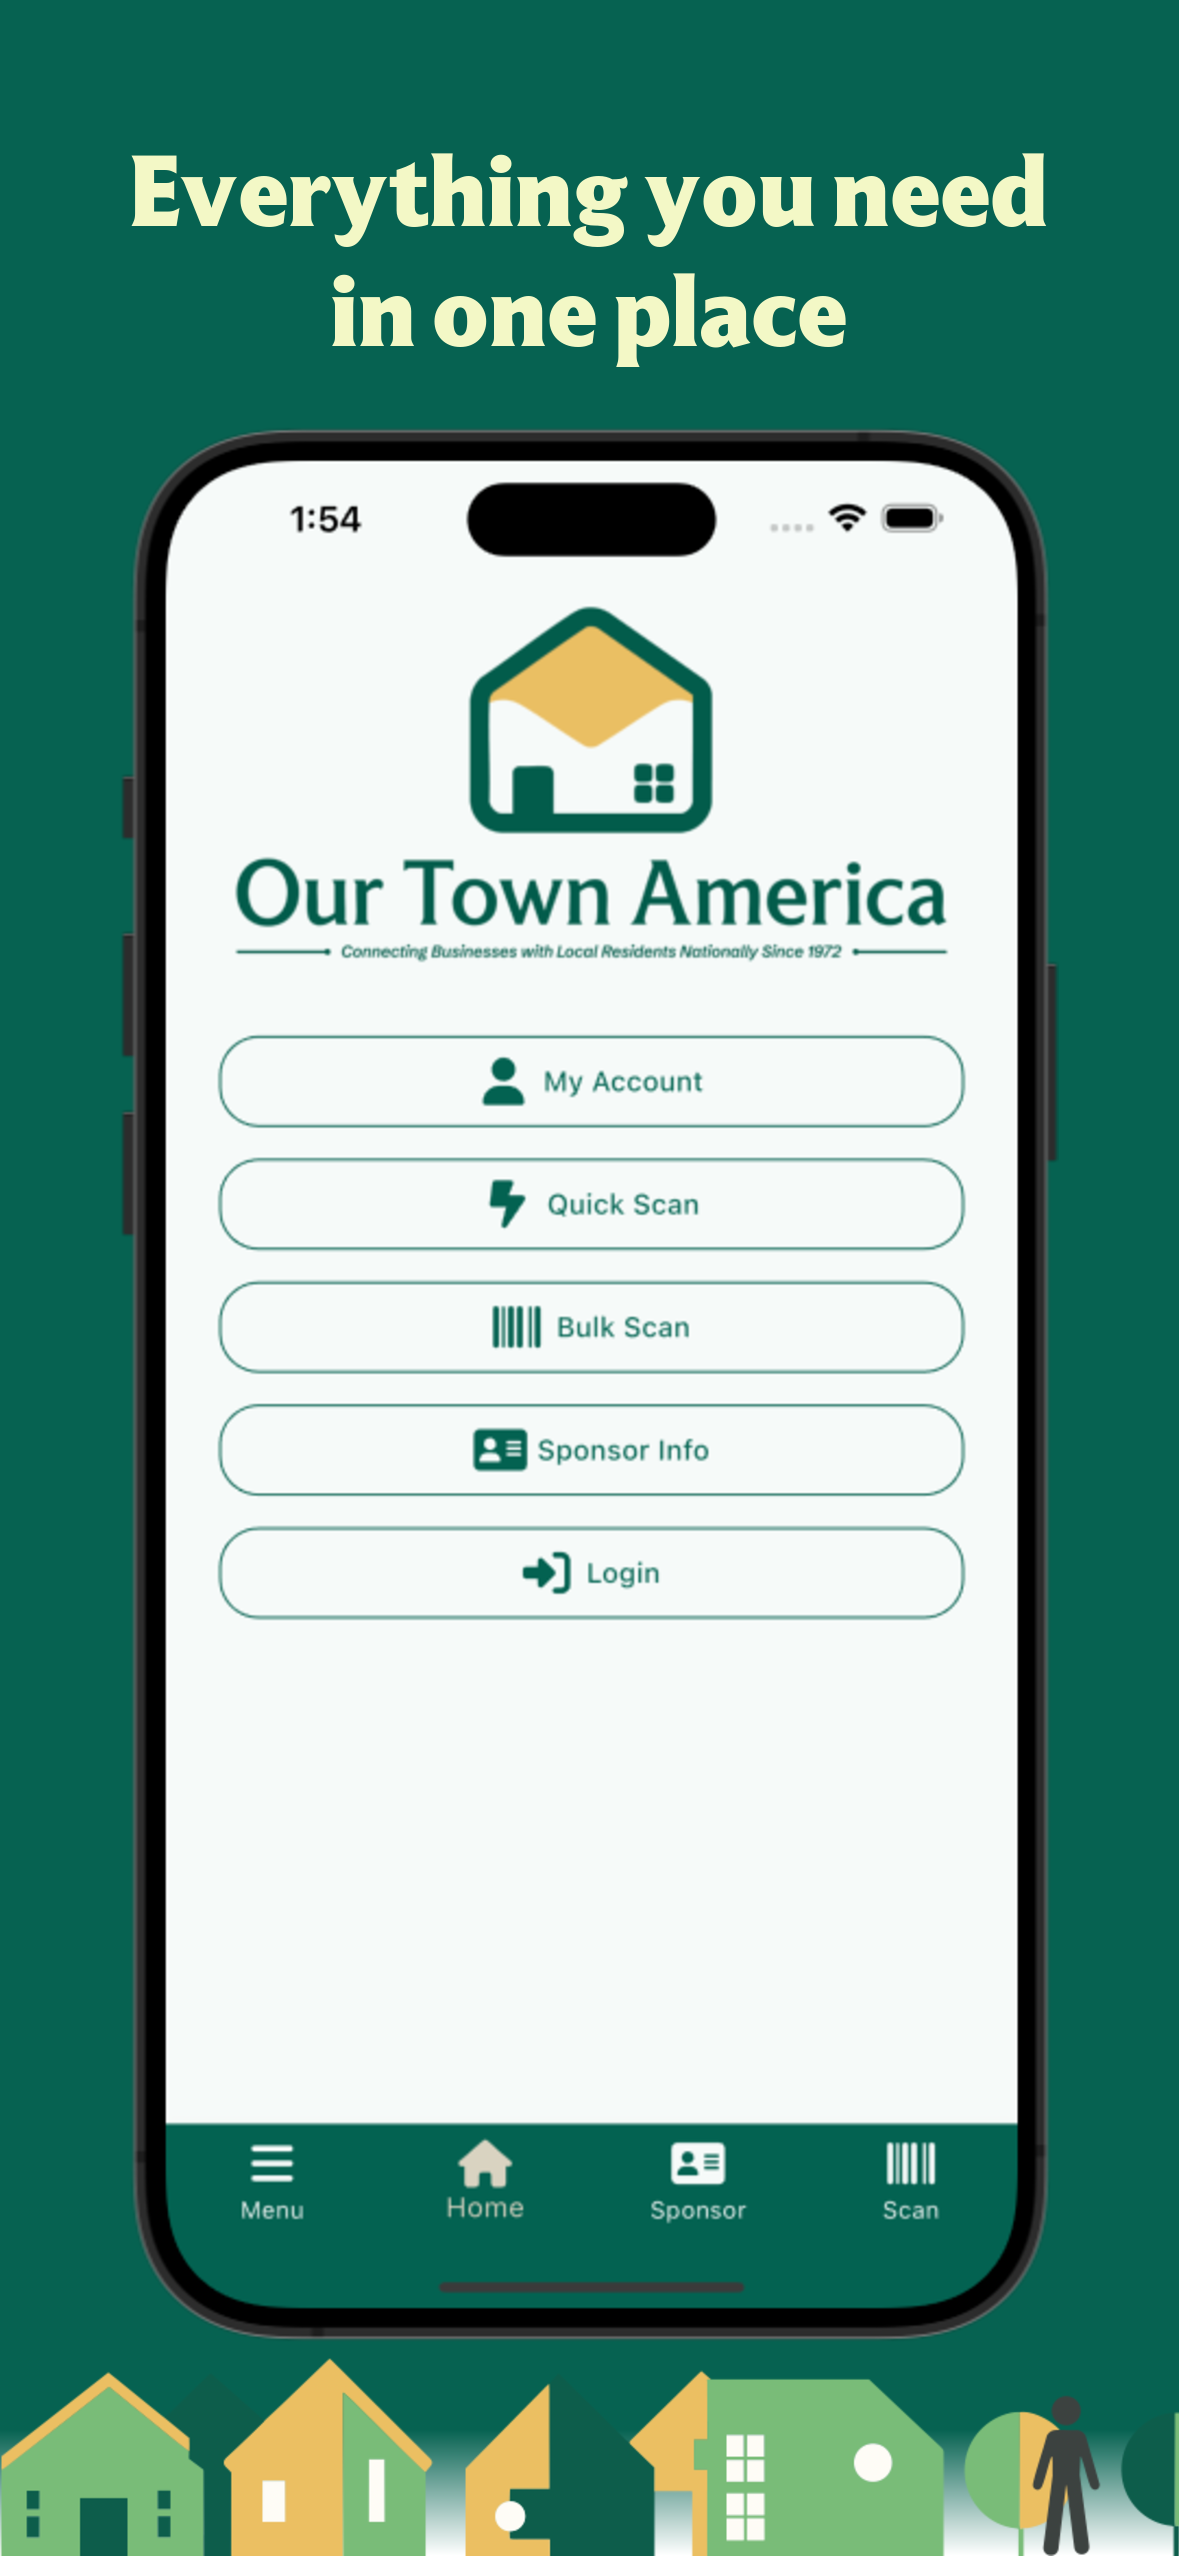 Everything you need
in one place
1:54
Our Town America
Connecting Businesses with Local Residents Nationally Since 1972
My Account
Quick Scan
Bulk Scan
Sponsor Info
Login
Menu
Home
Sponsor
Scan